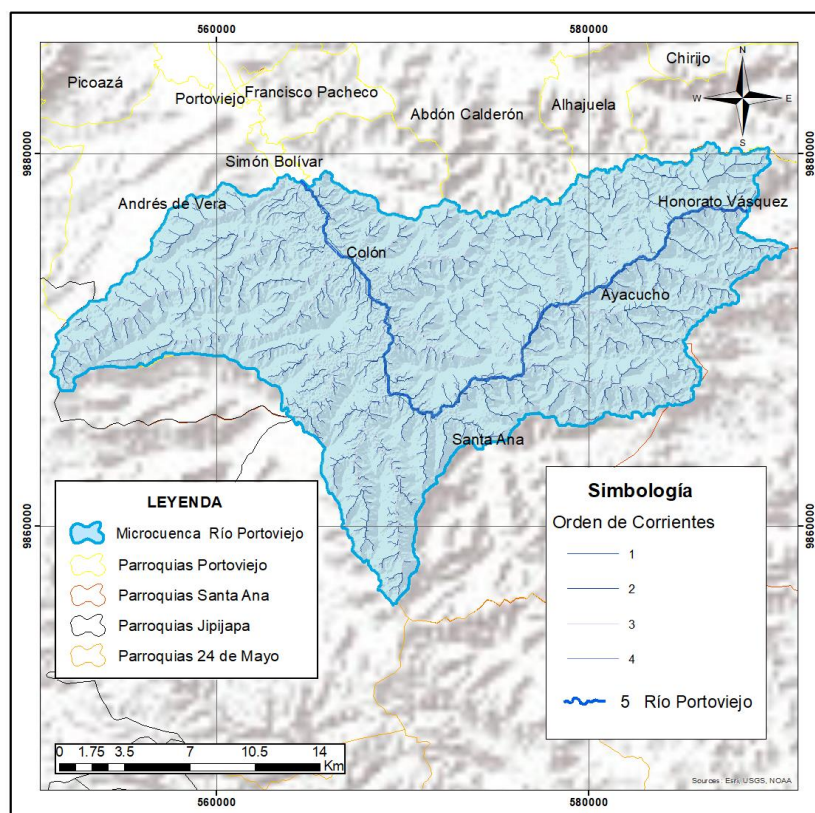 560000
580000
Chirijo
Picoazá
Portoviejo
Francisco Pacheco
Abdón Calderón
Alhajuela
N
W
E
S
9880000
9880000
Simón Bolívar
Andrés de Vera
Honorato Vásquez
Colón
Ayacucho
Santa Ana
LEYENDA
Microcuenca Río Portoviejo
Parroquias Portoviejo
Parroquias Santa Ana
Parroquias Jipijapa
Parroquias 24 de Mayo
Simbología
Orden de Corrientes
1
2
3
4
5 Río Portoviejo
9860000
9860000
0 1.75 3.5 7 10.5 14
Km
Sources: Esri, USGS, NOAA
560000
580000